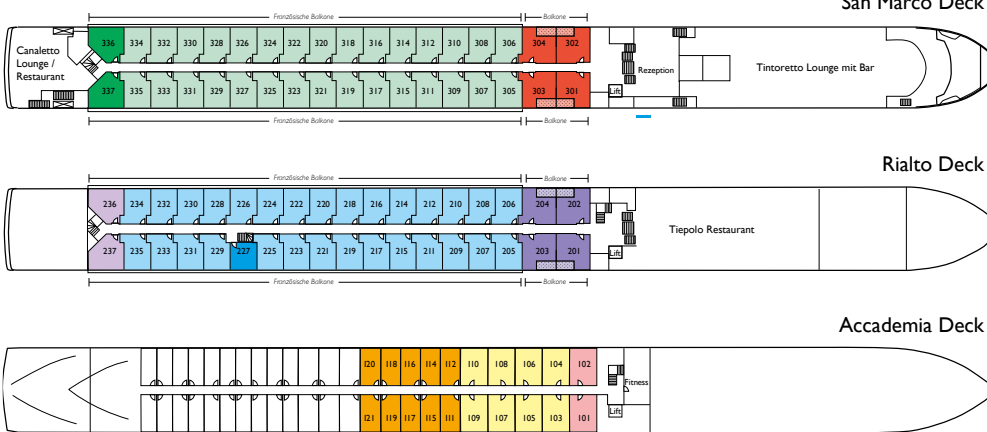 San Marco Deck
Französische Balkone
Balkone
Canaletto
Lounge /
Restaurant
336 334 332 330 328 326 324 322 320 318 316 314 312 310 308 306 304 302
Rezeption
Tintoretto Lounge mit Bar
Lift
337 335 333 331 329 327 325 323 321 319 317 315 311 309 307 305 303 301
Französische Balkone
Balkone
Rialto Deck
236 234 232 230 228 226 224 222 220 218 216 214 212 210 208 206 204 202
Tiepolo Restaurant
Lift
237 235 233 231 229 227 225 223 221 219 217 215 211 209 207 205 203 201
Französische Balkone
Balkone
Accademia Deck
120 118 116 114 112 110 108 106 104 102
Fitness
Lift
121 119 117 115 111 109 107 105 103 101